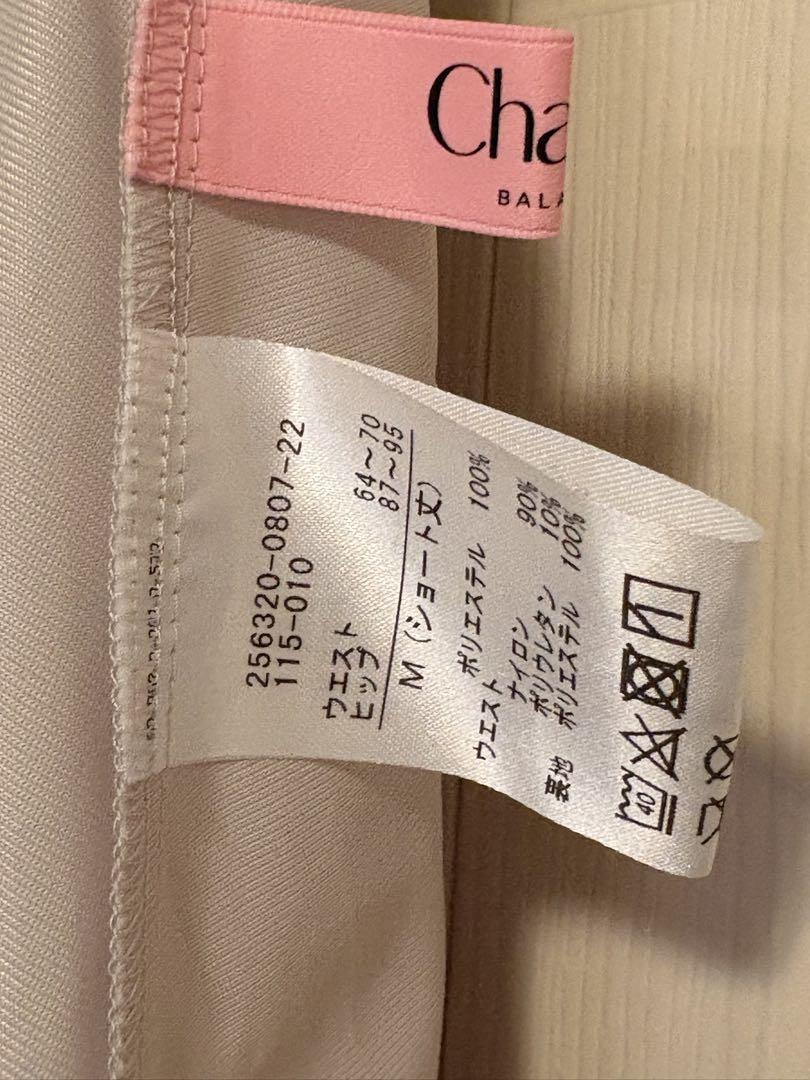 Cha
BALA
256320-0807-22
115-010
ウエスト 64～70
ヒップ 87～95
M (ショート丈)
ポリエステル 100%
ウエスト
ナイロン 90%
ポリウレタン 10%
裏地 ポリエステル 100%
40